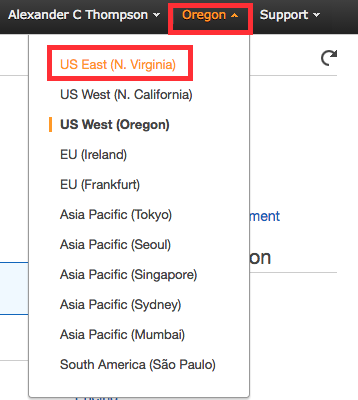 Alexander C Thompson Oregon Support
US East (N. Virginia)
US West (N. California)
US West (Oregon)
EU (Ireland)
EU (Frankfurt)
Asia Pacific (Tokyo)
ment
Asia Pacific (Seoul)
on
Asia Pacific (Singapore)
Asia Pacific (Sydney)
Asia Pacific (Mumbai)
South America (São Paulo)